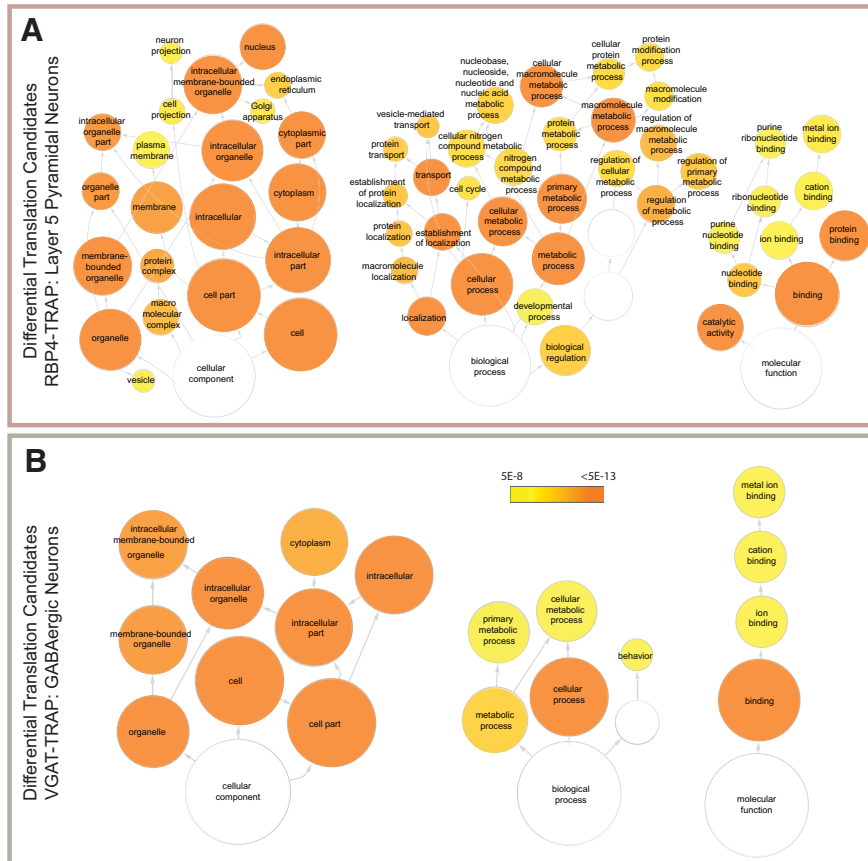 A
Differential Translation Candidates
RBP4-TRAP: Layer 5 Pyramidal Neurons
neuron
projection
nucleus
intracellular
membrane-bounded
organelle
endoplasmic
reticulum
cell
projection
Golgi
apparatus
intracellular
organelle
part
plasma
membrane
intracellular
organelle
cytoplasmic
part
organelle
part
membrane
intracellular
cytoplasm
membrane-
bounded
organelle
protein
complex
intracellular
part
cell part
macro
molecular
complex
organelle
cell
vesicle
cellular
component
nucleobase,
nucleoside,
nucleotide and
nucleic acid
metabolic
process
cellular
macromolecule
metabolic
process
cellular
protein
metabolic
process
protein
modification
process
macromolecule
modification
vesicle-mediated
transport
protein
transport
cellular nitrogen
compound metabolic
process
nitrogen
compound
metabolic
process
protein
metabolic
process
macromolecule
metabolic
process
regulation of
macromolecule
metabolic
process
regulation of
cellular
metabolic
process
regulation of
primary
metabolic
process
transport
cell cycle
establishment
of protein
localization
primary
metabolic
process
regulation
of metabolic
process
protein
localization
establishment
of localization
cellular
metabolic
process
macromolecule
localization
metabolic
process
cellular
process
localization
developmental
process
biological
regulation
biological
process
purine
ribonucleotide
binding
metal ion
binding
ribonucleotide
binding
cation
binding
purine
nucleotide
binding
ion binding
protein
binding
nucleotide
binding
binding
catalytic
activity
molecular
function
B
Differential Translation Candidates
VGAT-TRAP: GABAergic Neurons
5E-8
<5E-13
intracellular
membrane-bounded
organelle
cytoplasm
intracellular
intracellular
organelle
membrane-bounded
organelle
intracellular
part
cell
organelle
cell part
cellular
component
primary
metabolic
process
cellular
metabolic
process
behavior
metabolic
process
cellular
process
biological
process
metal ion
binding
cation
binding
ion
binding
binding
molecular
function